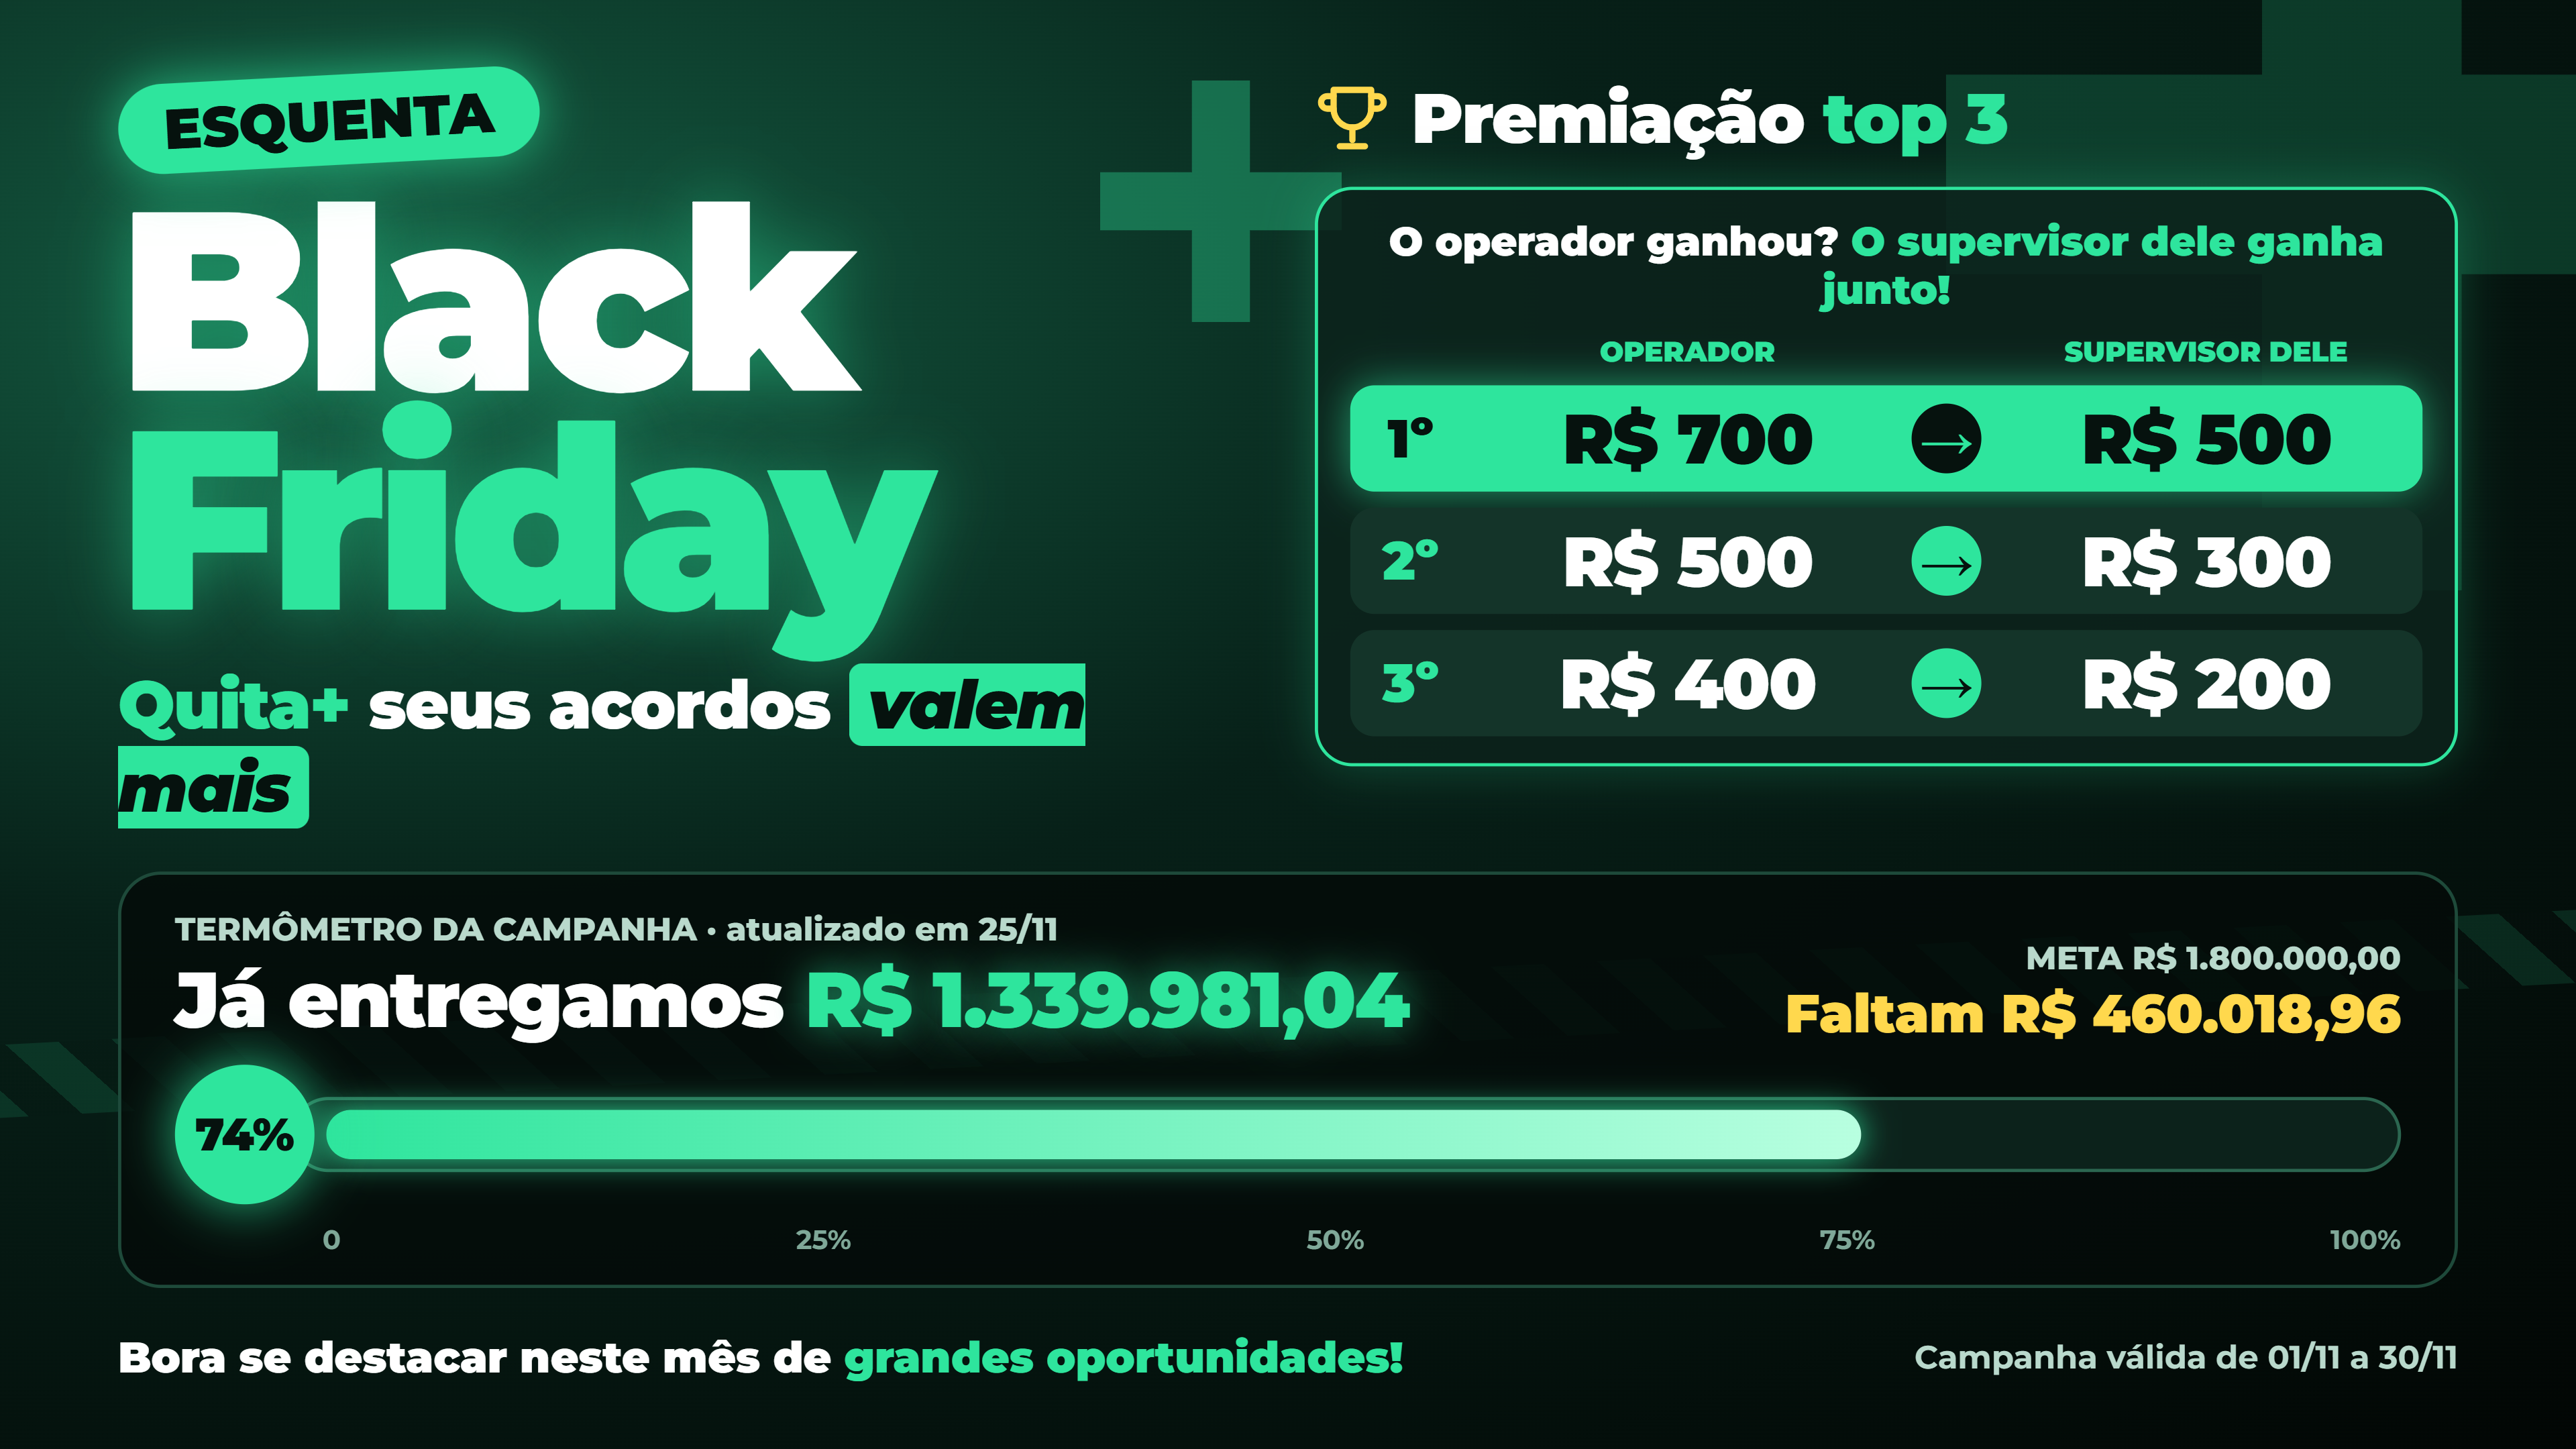 ESQUENTA
Black
Friday
Quita+ seus acordos valem
mais
Premiação top 3
O operador ganhou? O supervisor dele ganha
junto!
OPERADOR SUPERVISOR DELE
1º R$ 700 → R$ 500
2º R$ 500 → R$ 300
3º R$ 400 → R$ 200
TERMÔMETRO DA CAMPANHA · atualizado em 25/11
Já entregamos R$ 1.339.981,04
META R$ 1.800.000,00
Faltam R$ 460.018,96
74%
0 25% 50% 75% 100%
Bora se destacar neste mês de grandes oportunidades!
Campanha válida de 01/11 a 30/11